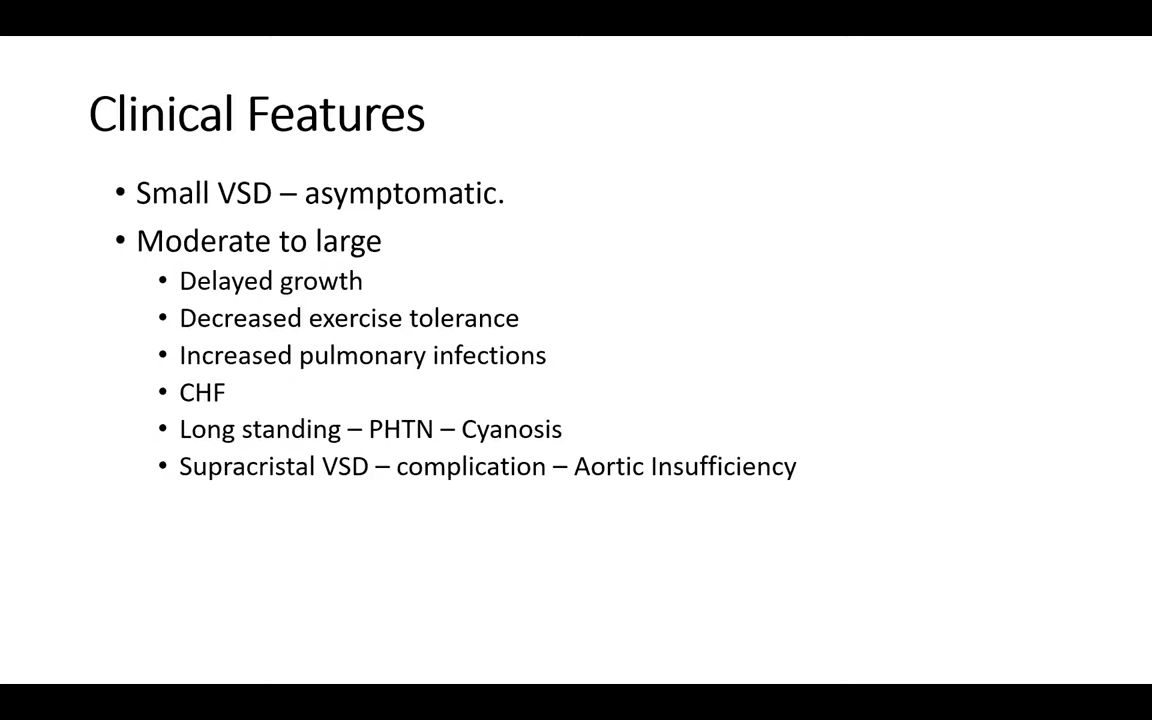 Clinical Features
• Small VSD – asymptomatic.
• Moderate to large
• Delayed growth
• Decreased exercise tolerance
• Increased pulmonary infections
• CHF
• Long standing – PHTN – Cyanosis
• Supracristal VSD – complication – Aortic Insufficiency